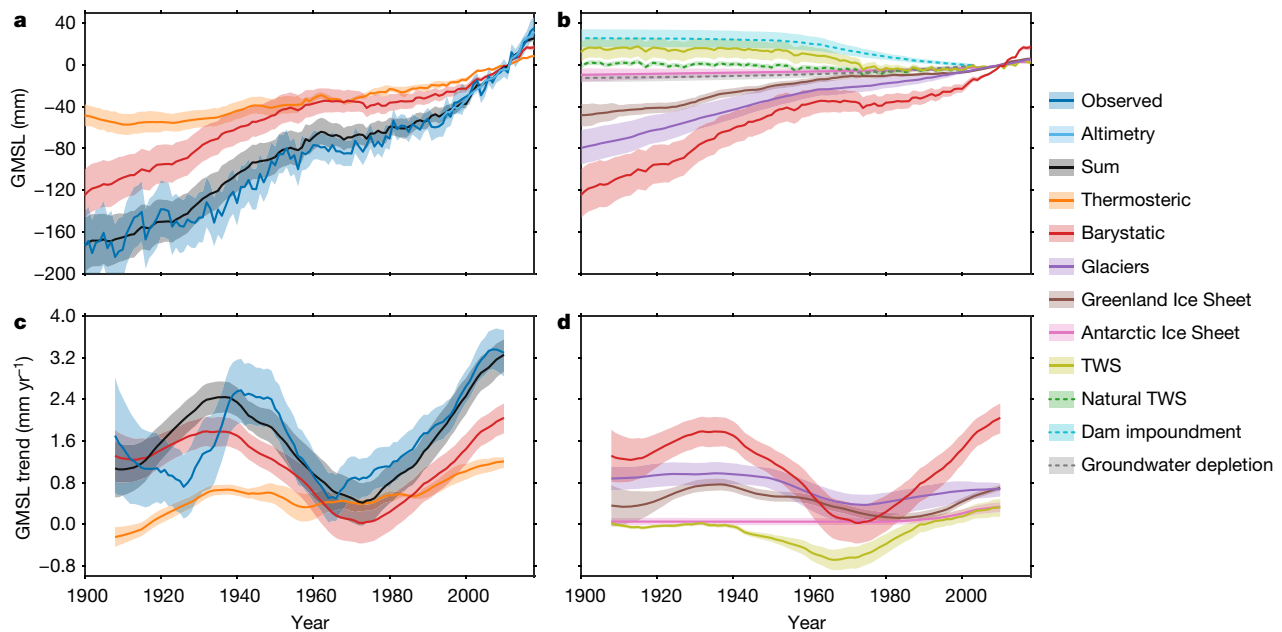 a
b
40
0
−40
−80
−120
−160
−200
GMSL (mm)
c
d
4.0
3.2
2.4
1.6
0.8
0.0
−0.8
GMSL trend (mm yr⁻¹)
1900 1920 1940 1960 1980 2000
Year
1900 1920 1940 1960 1980 2000
Year
Observed
Altimetry
Sum
Thermosteric
Barystatic
Glaciers
Greenland Ice Sheet
Antarctic Ice Sheet
TWS
Natural TWS
Dam impoundment
Groundwater depletion